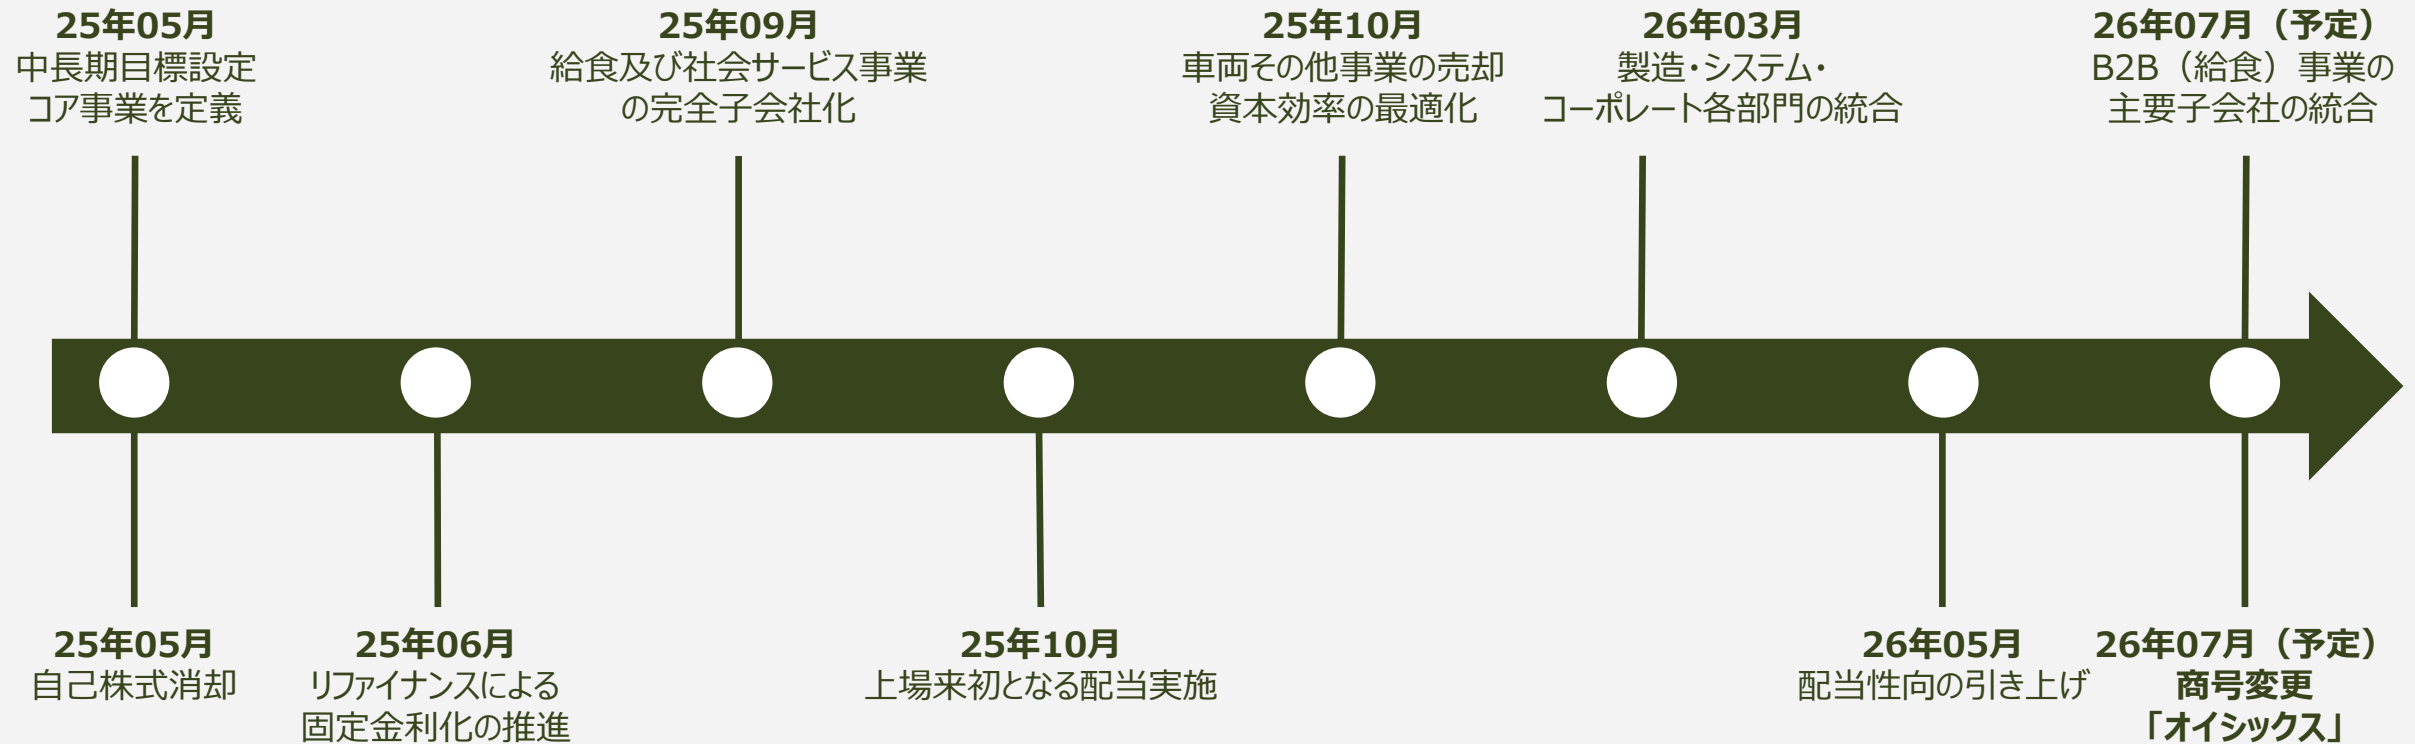 25年05月
中長期目標設定
コア事業を定義
25年09月
給食及び社会サービス事業
の完全子会社化
25年10月
車両その他事業の売却
資本効率の最適化
26年03月
製造・システム・
コーポレート各部門の統合
26年07月（予定）
B2B（給食）事業の
主要子会社の統合
25年05月
自己株式消却
25年06月
リファイナンスによる
固定金利化の推進
25年10月
上場来初となる配当実施
26年05月
配当性向の引き上げ
26年07月（予定）
商号変更
「オイシックス」